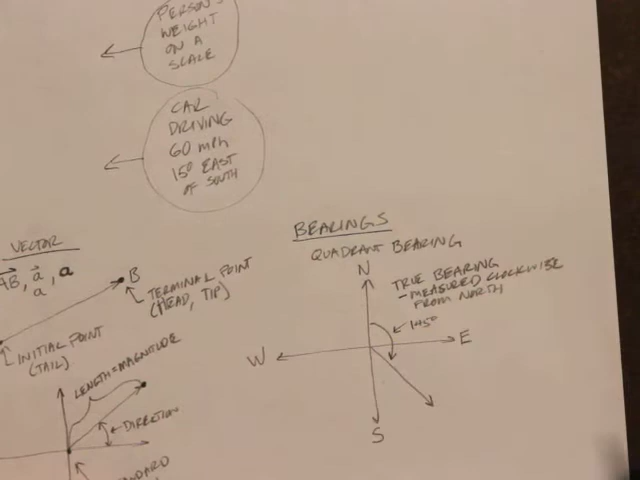 PERSON'S
WEIGHT
ON A
SCALE
CAR
DRIVING
60 mph
15° EAST
OF SOUTH
VECTOR
AB, a, a
a
B
TERMINAL POINT
(HEAD, TIP)
INITIAL POINT
(TAIL)
LENGTH=MAGNITUDE
DIRECTION
BEARINGS
QUADRANT BEARING
N
TRUE BEARING
-MEASURED CLOCKWISE
FROM NORTH
145°
W
E
S